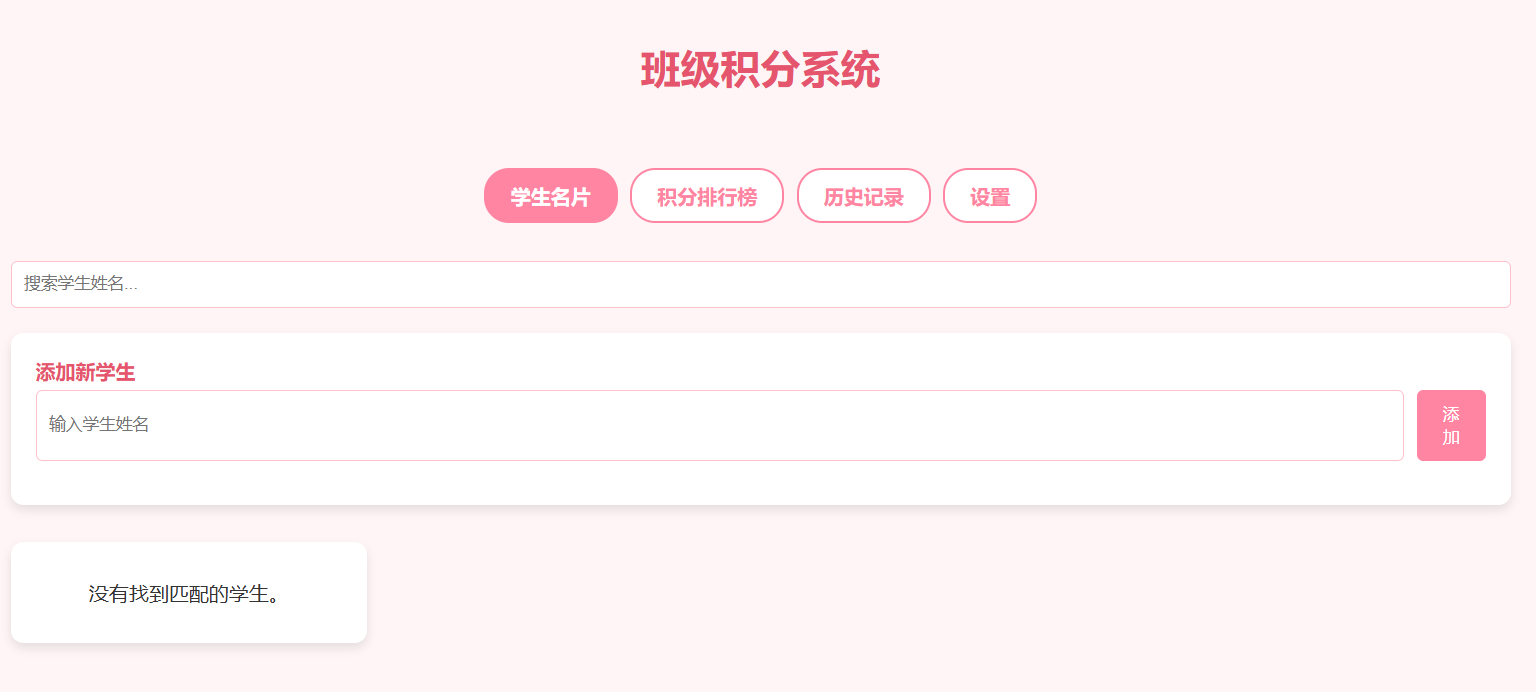 班级积分系统
学生名片
积分排行榜
历史记录
设置
搜索学生姓名...
添加新学生
输入学生姓名
添
加
没有找到匹配的学生。